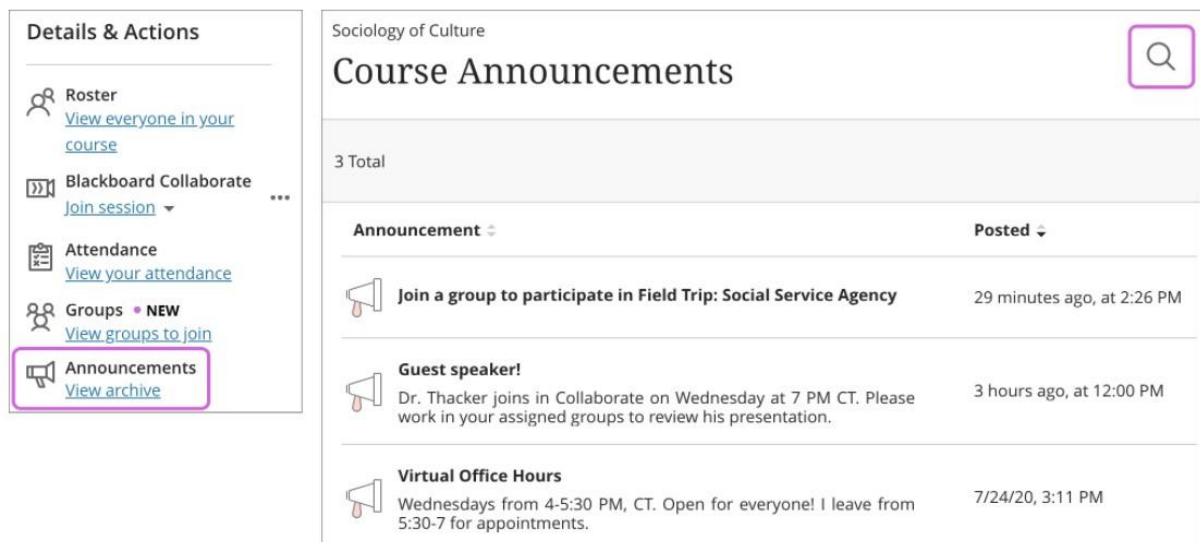 Details & Actions
Roster
View everyone in your
course
Blackboard Collaborate
Join session
Attendance
View your attendance
Groups • NEW
View groups to join
Announcements
View archive
Sociology of Culture
Course Announcements
3 Total
Announcement Posted
Join a group to participate in Field Trip: Social Service Agency 29 minutes ago, at 2:26 PM
Guest speaker!
Dr. Thacker joins in Collaborate on Wednesday at 7 PM CT. Please 3 hours ago, at 12:00 PM
work in your assigned groups to review his presentation.
Virtual Office Hours
Wednesdays from 4-5:30 PM, CT. Open for everyone! I leave from 7/24/20, 3:11 PM
5:30-7 for appointments.